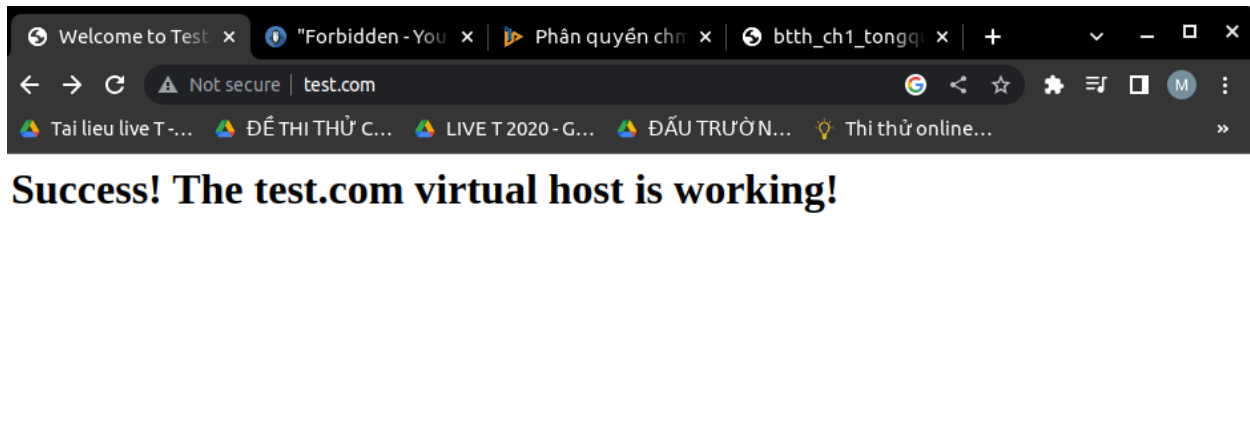 Welcome to Test "Forbidden - You Phân quyền chm btth_ch1_tongqu
Not secure test.com M
Tai lieu live T -... ĐỀ THI THỬ C... LIVE T 2020 - G... ĐẤU TRƯỜN... Thi thử online...
Success! The test.com virtual host is working!